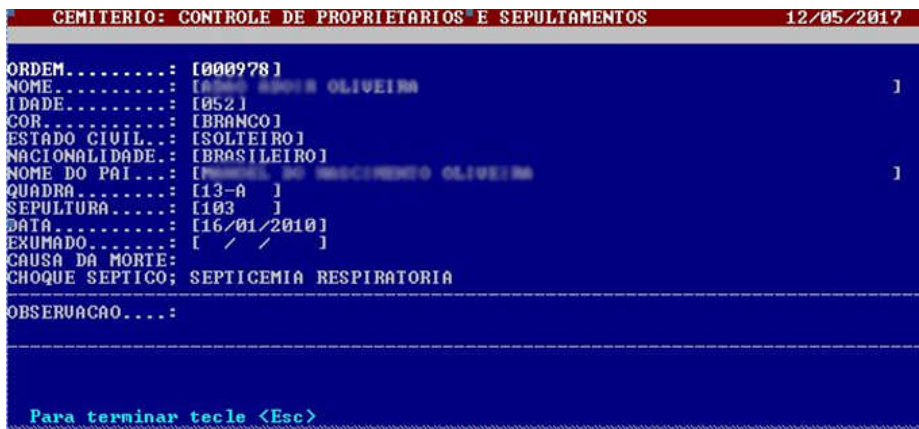 CEMITERIO: CONTROLE DE PROPRIETARIOS E SEPULTAMENTOS 12/05/2017
ORDEM.........: [000978]
NOME..........: [ OLIVEIRA ]
IDADE.........: [052]
COR...........: [BRANCO]
ESTADO CIVIL..: [SOLTEIRO]
NACIONALIDADE.: [BRASILEIRO]
NOME DO PAI...: [ OLIVEIRA ]
QUADRA........: [13-A ]
SEPULTURA.....: [103 ]
DATA..........: [16/01/2010]
EXUMADO.......: [ / / ]
CAUSA DA MORTE:
CHOQUE SEPTICO; SEPTICEMIA RESPIRATORIA
OBSERVACAO....:
Para terminar tecle <Esc>